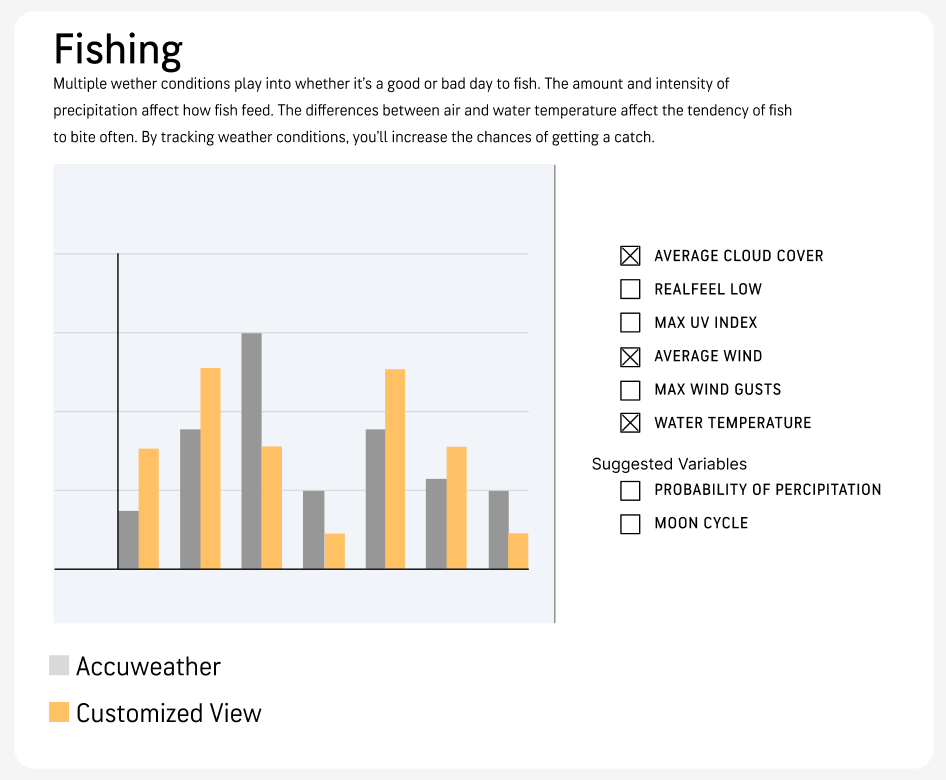 Fishing
Multiple wether conditions play into whether it's a good or bad day to fish. The amount and intensity of
precipitation affect how fish feed. The differences between air and water temperature affect the tendency of fish
to bite often. By tracking weather conditions, you'll increase the chances of getting a catch.
AVERAGE CLOUD COVER
REALFEEL LOW
MAX UV INDEX
AVERAGE WIND
MAX WIND GUSTS
WATER TEMPERATURE
Suggested Variables
PROBABILITY OF PERCIPITATION
MOON CYCLE
Accuweather
Customized View